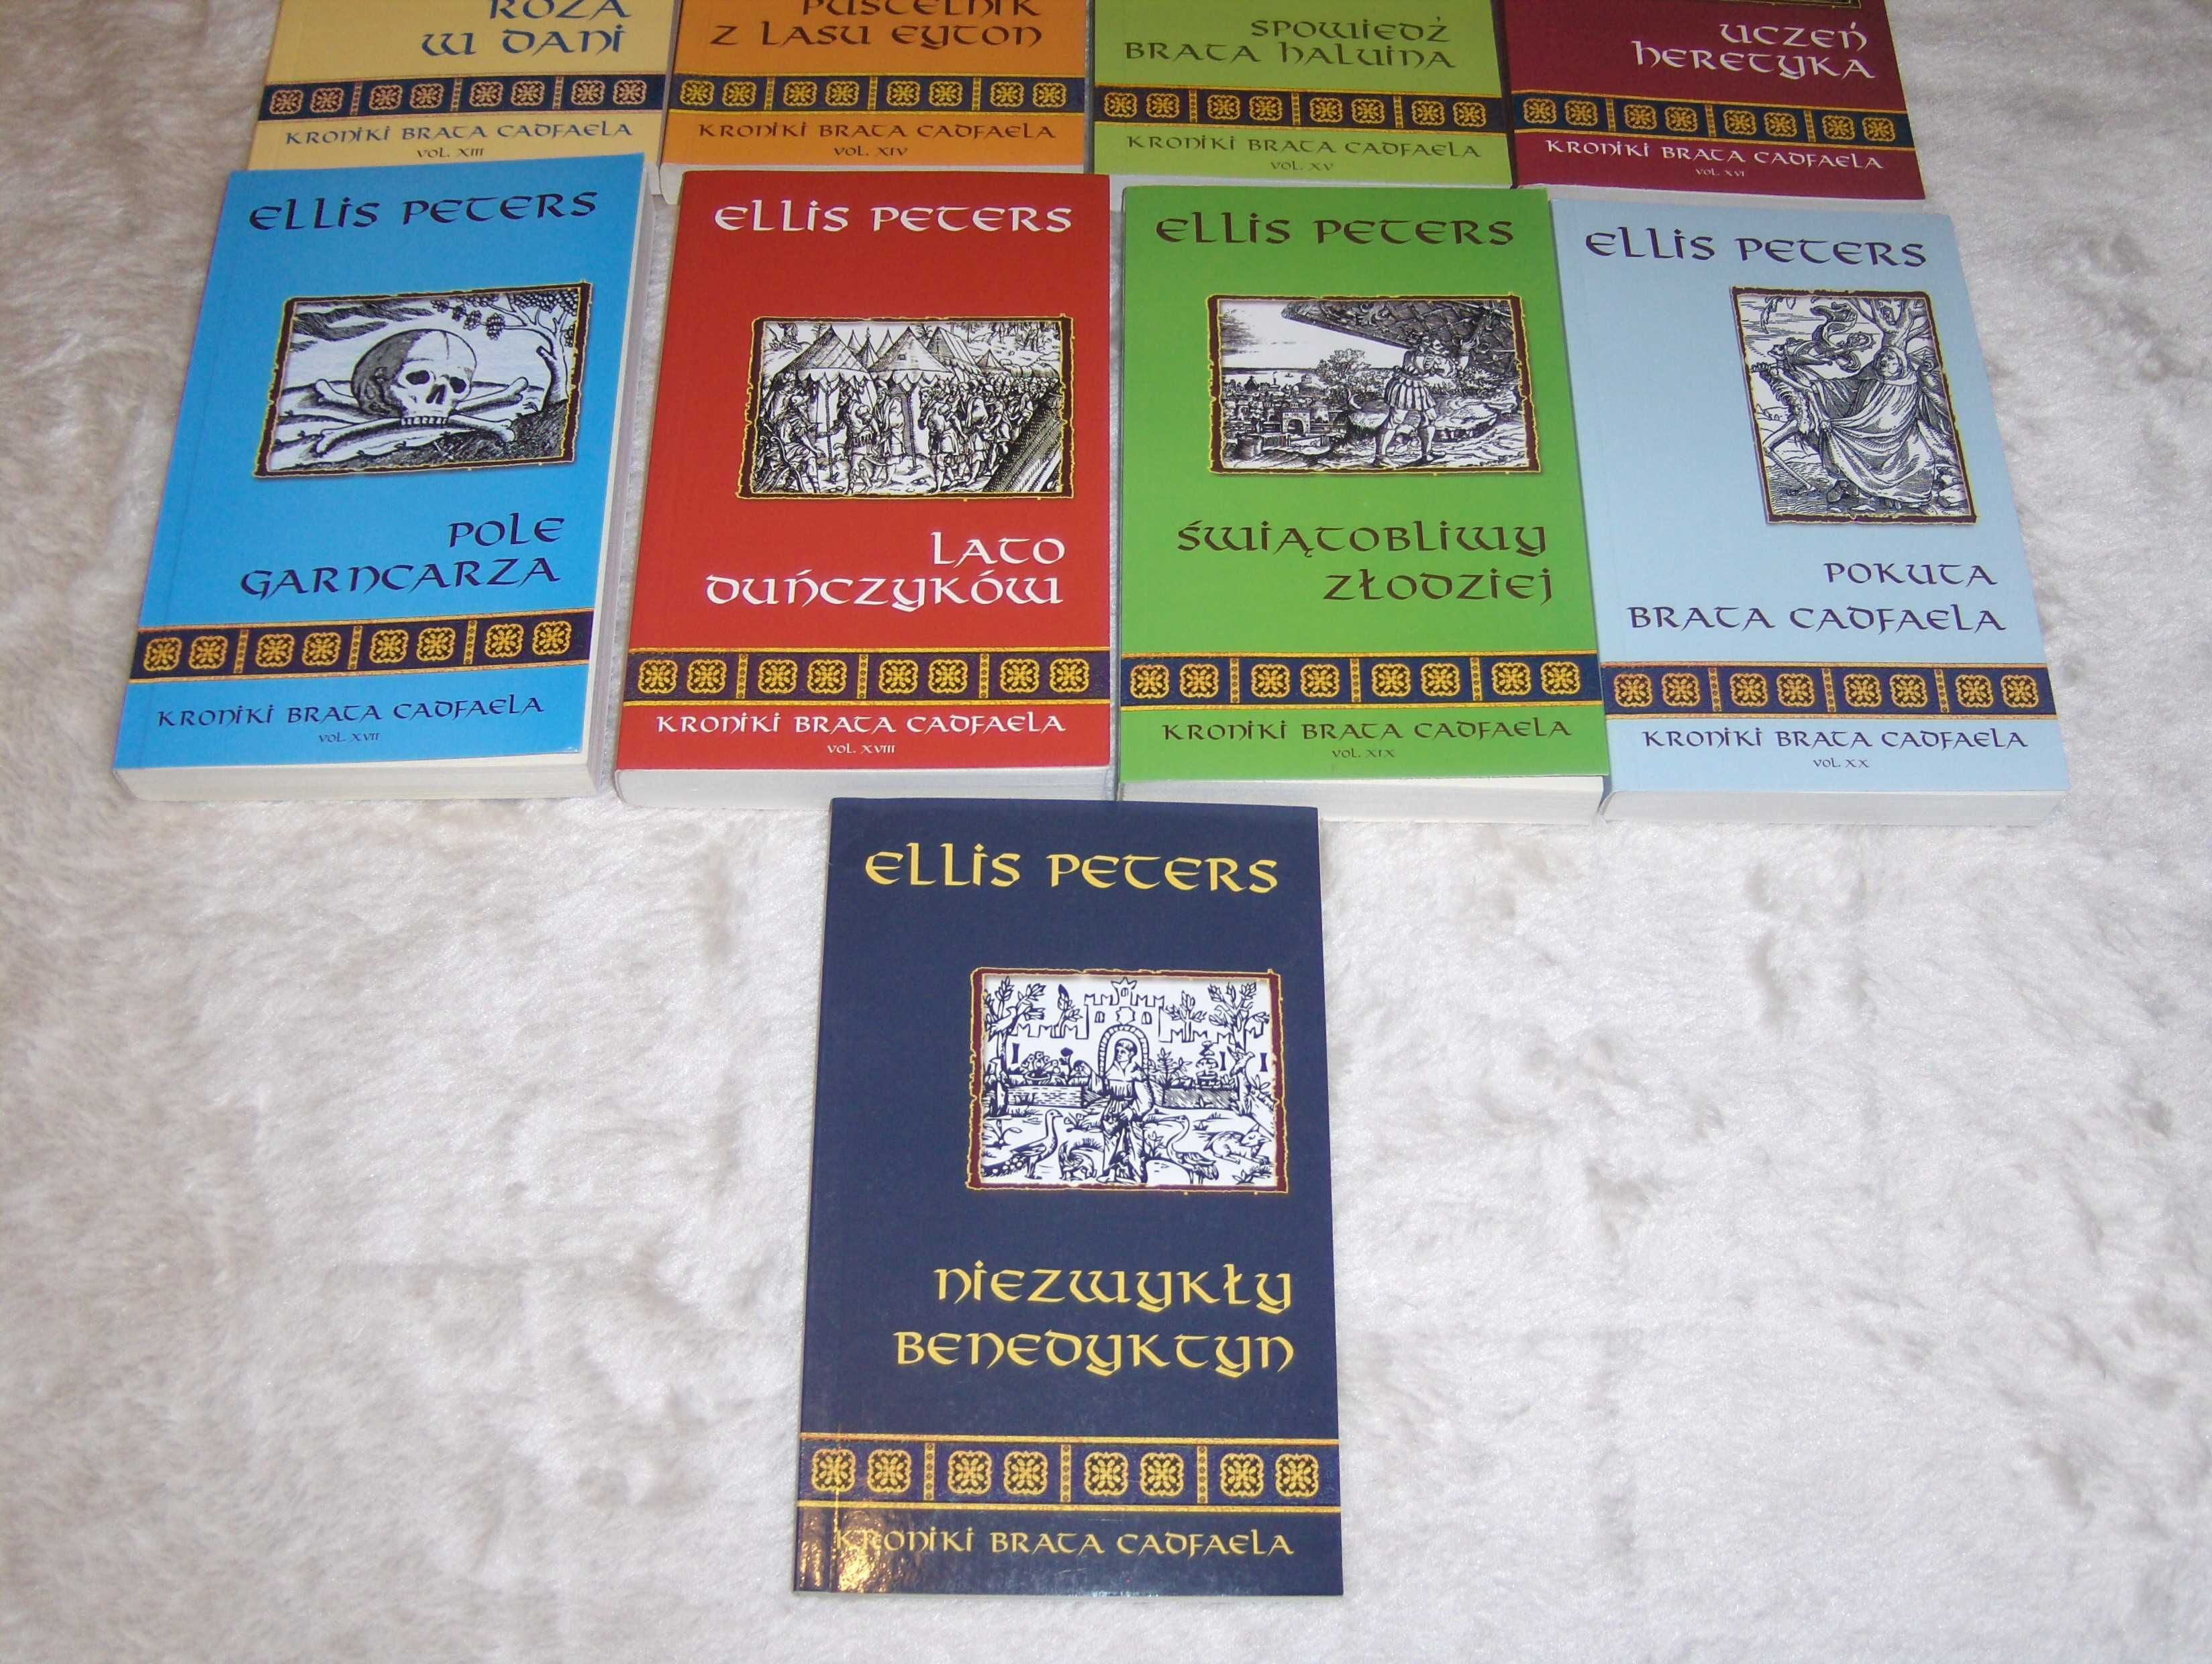 RÓŻA
W DANI
KRONIKI BRATA CADFAELA
VOL. XIII
PUSTELNIK
Z LASU EYTON
KRONIKI BRATA CADFAELA
VOL. XIV
SPOWIEDŹ
BRATA HALUINA
KRONIKI BRATA CADFAELA
VOL. XV
UCZEŃ
HERETYKA
KRONIKI BRATA CADFAELA
VOL. XVI
ELLIS PETERS
POLE
GARNCARZA
KRONIKI BRATA CADFAELA
VOL. XVII
ELLIS PETERS
LATO
DUŃCZYKÓW
KRONIKI BRATA CADFAELA
VOL. XVIII
ELLIS PETERS
ŚWIĄTOBLIWY
ZŁODZIEJ
KRONIKI BRATA CADFAELA
VOL. XIX
ELLIS PETERS
POKUTA
BRATA CADFAELA
KRONIKI BRATA CADFAELA
VOL. XX
ELLIS PETERS
NIEZWYKŁY
BENEDYKTYN
KRONIKI BRATA CADFAELA